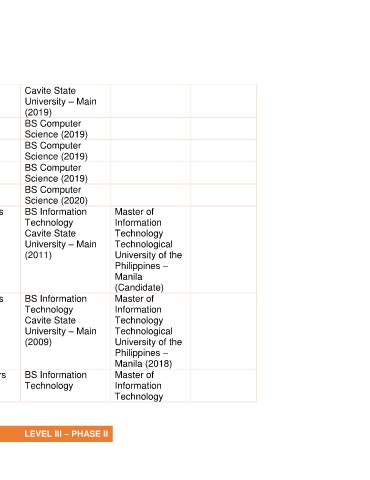 Cavite State
University – Main
(2019)
BS Computer
Science (2019)
BS Computer
Science (2019)
BS Computer
Science (2019)
BS Computer
Science (2020)
s
BS Information
Technology
Cavite State
University – Main
(2011)
Master of
Information
Technology
Technological
University of the
Philippines –
Manila
(Candidate)
s
BS Information
Technology
Cavite State
University – Main
(2009)
Master of
Information
Technology
Technological
University of the
Philippines –
Manila (2018)
rs
BS Information
Technology
Master of
Information
Technology
LEVEL III – PHASE II